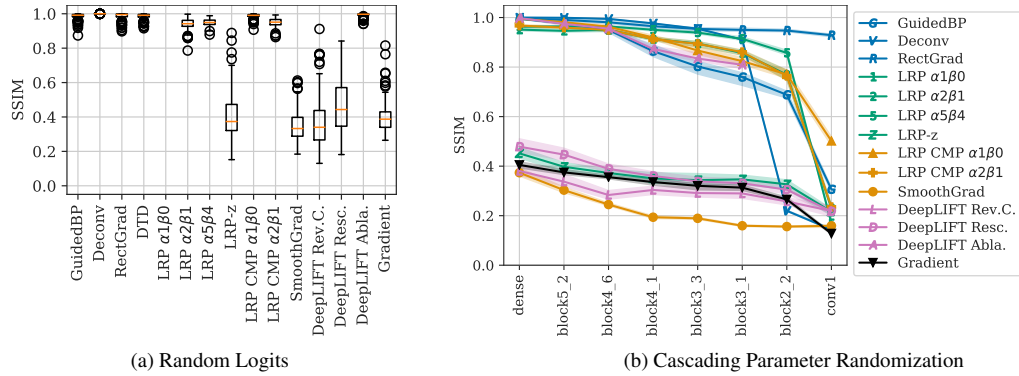 SSIM
1.0
0.8
0.6
0.4
0.2
0.0
GuidedBP
Deconv
RectGrad
DTD
LRP α1β0
LRP α2β1
LRP α5β4
LRP-z
LRP CMP α1β0
LRP CMP α2β1
SmoothGrad
DeepLIFT Rev.C.
DeepLIFT Resc.
DeepLIFT Abla.
Gradient
(a) Random Logits
SSIM
1.0
0.8
0.6
0.4
0.2
0.0
dense
block5_2
block4_6
block4_1
block3_3
block3_1
block2_2
conv1
GuidedBP
Deconv
RectGrad
LRP α1β0
LRP α2β1
LRP α5β4
LRP-z
LRP CMP α1β0
LRP CMP α2β1
SmoothGrad
DeepLIFT Rev.C.
DeepLIFT Resc.
DeepLIFT Abla.
Gradient
(b) Cascading Parameter Randomization